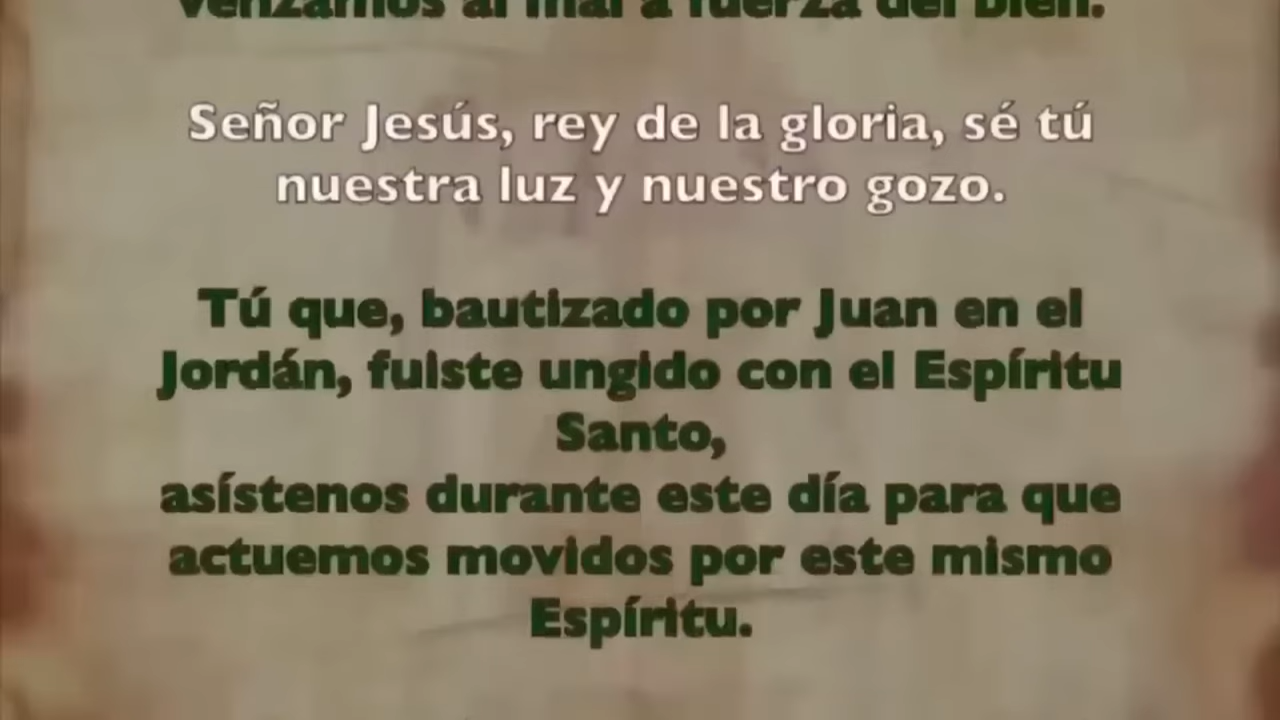 venzamos al mal a fuerza del bien.
Señor Jesús, rey de la gloria, sé tú
nuestra luz y nuestro gozo.
Tú que, bautizado por Juan en el
Jordán, fuiste ungido con el Espíritu
Santo,
asístenos durante este día para que
actuemos movidos por este mismo
Espíritu.